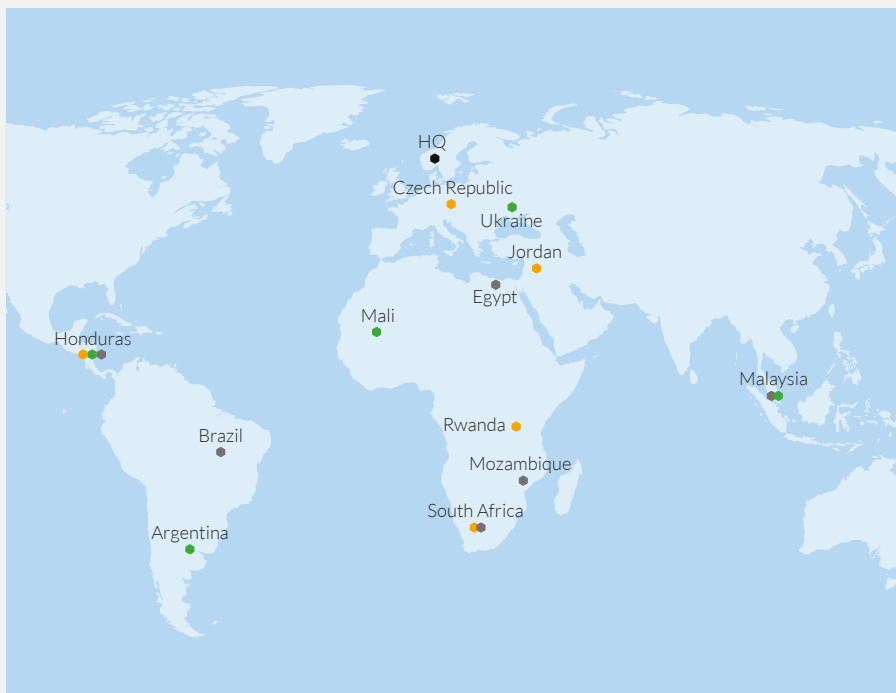 HQ
Czech Republic
Ukraine
Jordan
Egypt
Mali
Honduras
Malaysia
Rwanda
Brazil
Mozambique
South Africa
Argentina